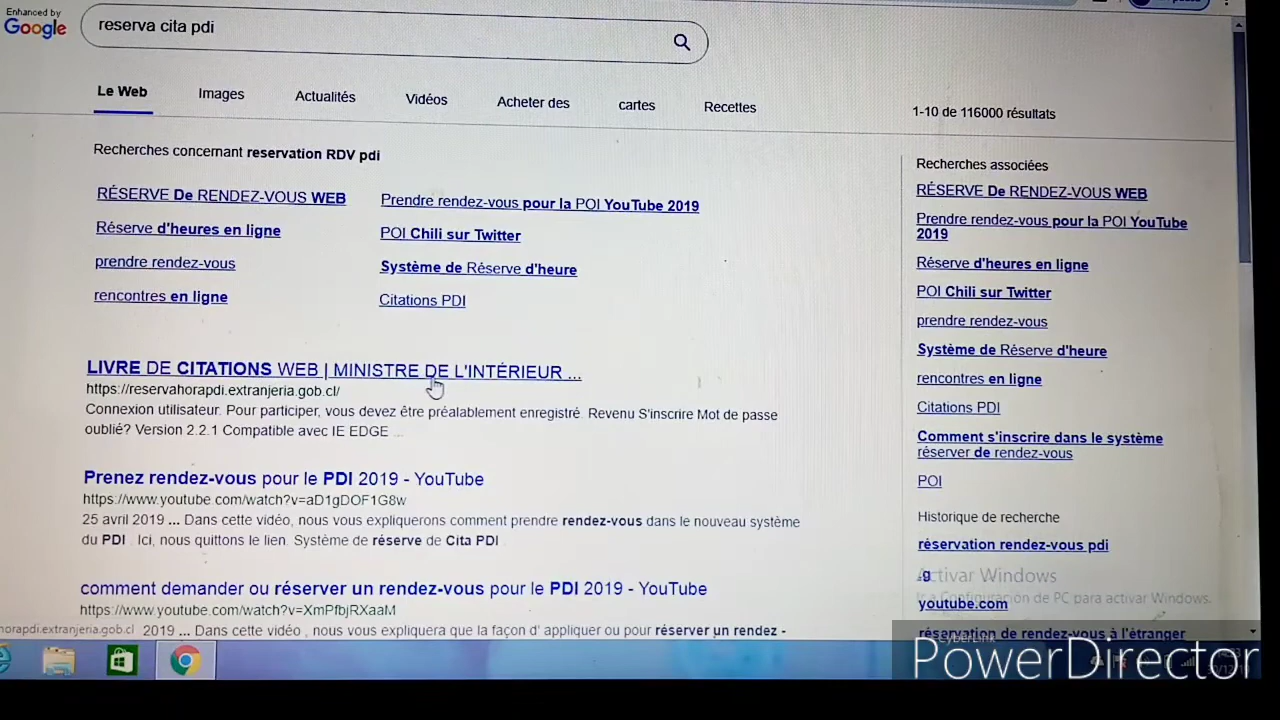 Enhanced by
Google
reserva cita pdi
Le Web
Images
Actualités
Vidéos
Acheter des
cartes
Recettes
1-10 de 116000 résultats
Recherches concernant reservation RDV pdi
RÉSERVE De RENDEZ-VOUS WEB
Prendre rendez-vous pour la POI YouTube 2019
Réserve d'heures en ligne
POI Chili sur Twitter
prendre rendez-vous
Système de Réserve d'heure
rencontres en ligne
Citations PDI
LIVRE DE CITATIONS WEB | MINISTRE DE L'INTÉRIEUR ...
https://reservahorapdi.extranjeria.gob.cl/
Connexion utilisateur. Pour participer, vous devez être préalablement enregistré. Revenu S'inscrire Mot de passe
oublié? Version 2.2.1 Compatible avec IE EDGE ...
Prenez rendez-vous pour le PDI 2019 - YouTube
https://www.youtube.com/watch?v=aD1gDOF1G8w
25 avril 2019 ... Dans cette vidéo, nous vous expliquerons comment prendre rendez-vous dans le nouveau système
du PDI . Ici, nous quittons le lien. Système de réserve de Cita PDI
comment demander ou réserver un rendez-vous pour le PDI 2019 - YouTube
https://www.youtube.com/watch?v=XmPfbjRXaaM
2019 ... Dans cette vidéo , nous vous expliquera que la façon d' appliquer ou pour réserver un rendez -
horapdi.extranjeria.gob.cl
Recherches associées
RÉSERVE De RENDEZ-VOUS WEB
Prendre rendez-vous pour la POI YouTube
2019
Réserve d'heures en ligne
POI Chili sur Twitter
prendre rendez-vous
Système de Réserve d'heure
rencontres en ligne
Citations PDI
Comment s'inscrire dans le système
réserver de rendez-vous
POI
Historique de recherche
réservation rendez-vous pdi
.g
Activar Windows
Ir a Configuración de PC para activar Windows.
youtube.com
réservation de rendez-vous à l'étranger
CyberLink
PowerDirector